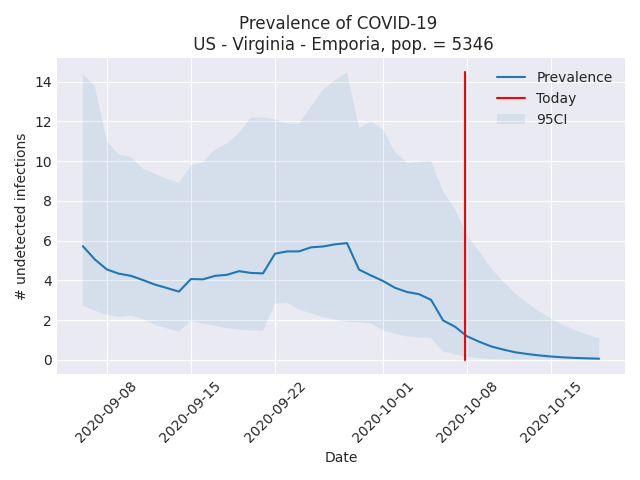 Prevalence of COVID-19
US - Virginia - Emporia, pop. = 5346
# undetected infections
14
12
10
8
6
4
2
0
Prevalence
Today
95CI
2020-09-08
2020-09-15
2020-09-22
2020-10-01
2020-10-08
2020-10-15
Date